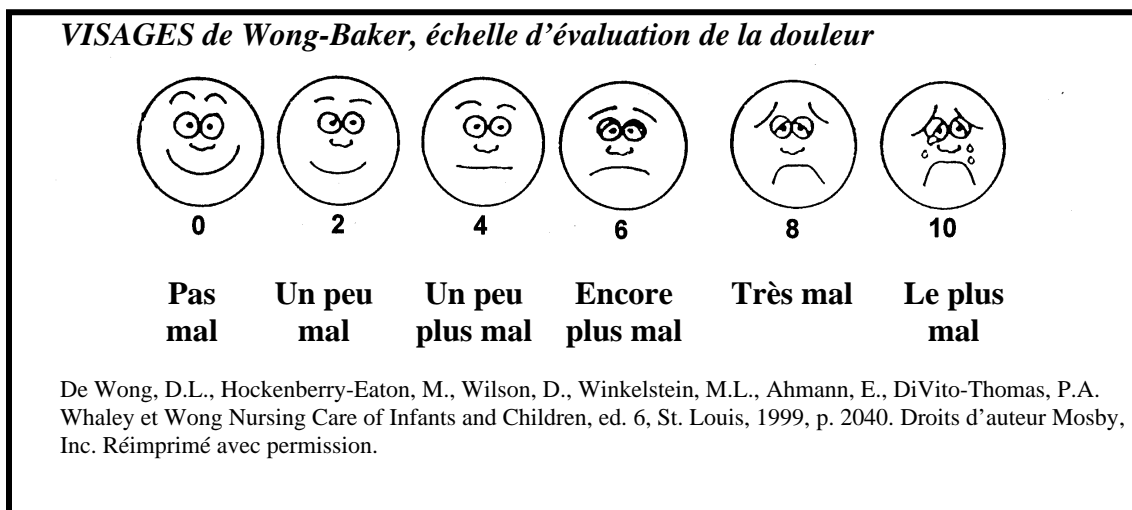 VISAGES de Wong-Baker, échelle d'évaluation de la douleur
0 2 4 6 8 10
Pas Un peu Un peu Encore Très mal Le plus
mal mal plus mal plus mal mal
De Wong, D.L., Hockenberry-Eaton, M., Wilson, D., Winkelstein, M.L., Ahmann, E., DiVito-Thomas, P.A.
Whaley et Wong Nursing Care of Infants and Children, ed. 6, St. Louis, 1999, p. 2040. Droits d'auteur Mosby,
Inc. Réimprimé avec permission.